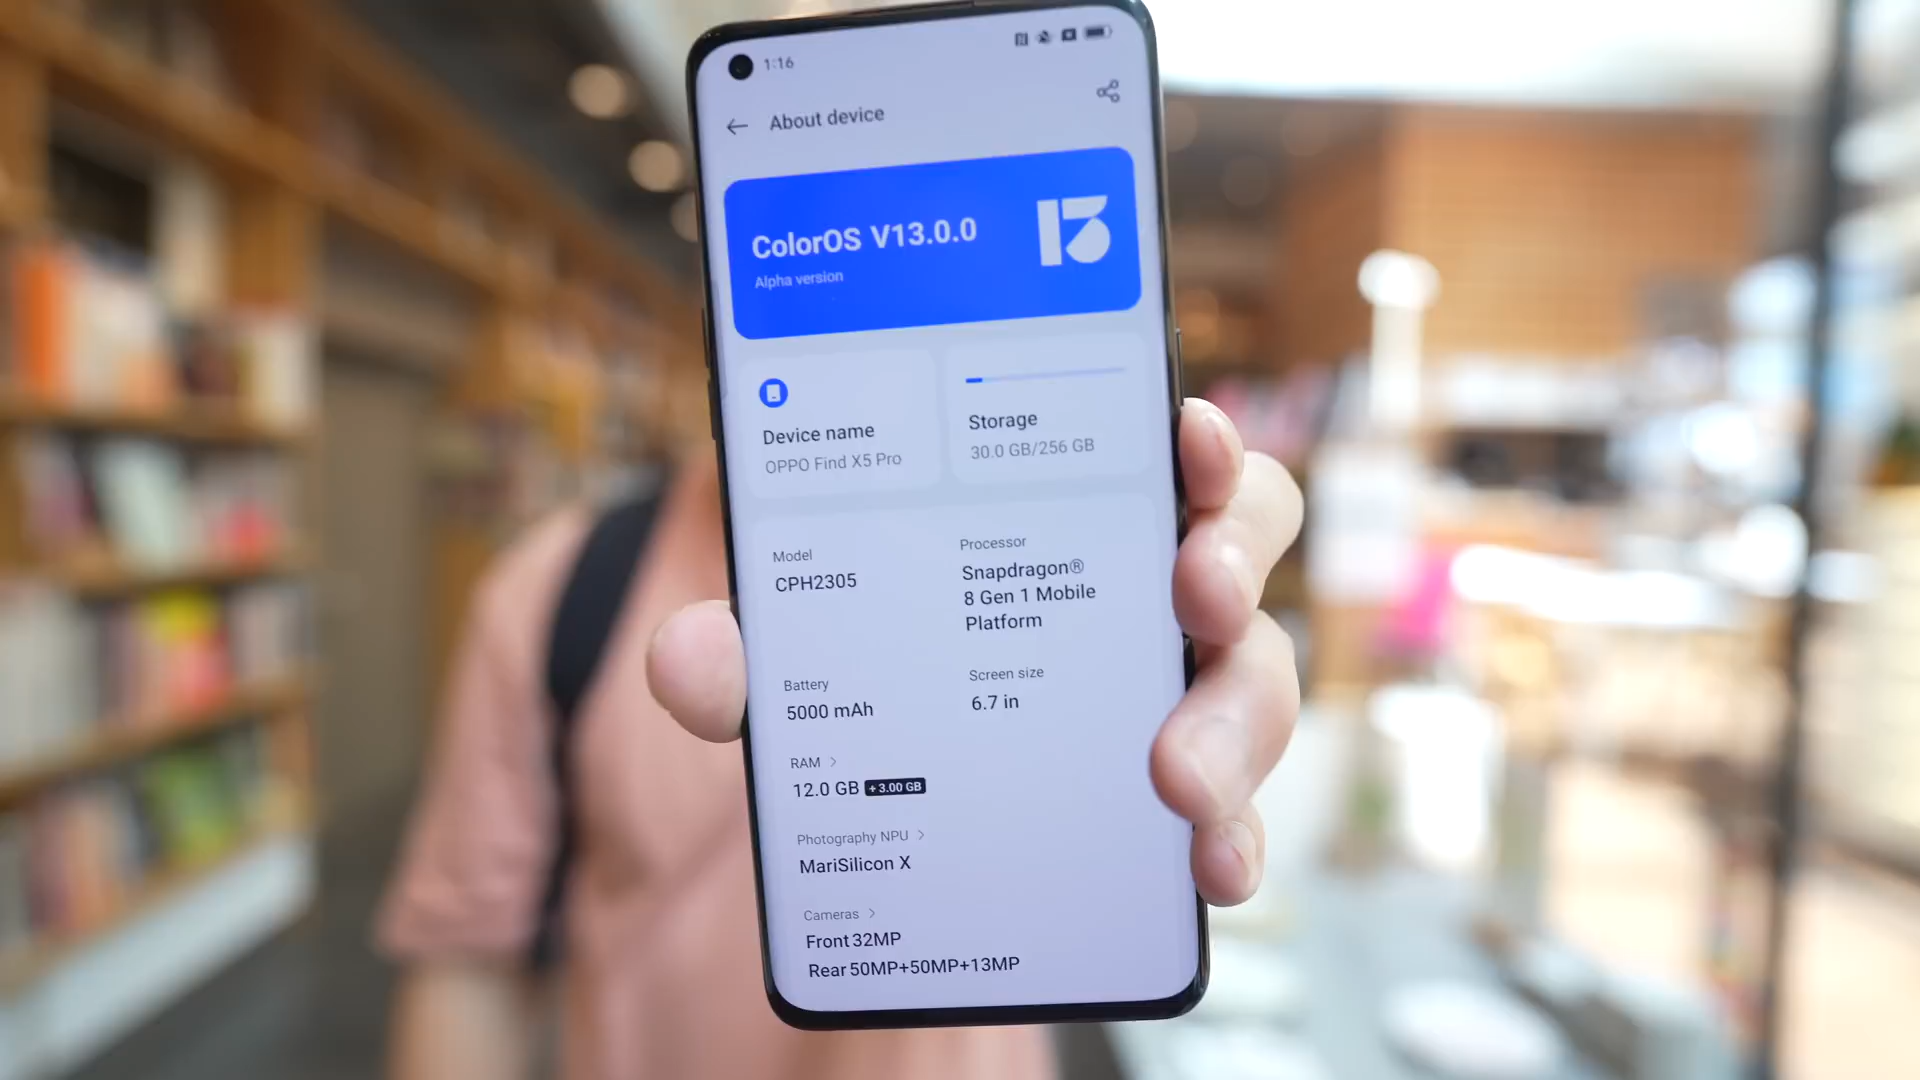 1:16
About device
ColorOS V13.0.0
Alpha version
13
Device name
OPPO Find X5 Pro
Storage
30.0 GB/256 GB
Model
CPH2305
Processor
Snapdragon®
8 Gen 1 Mobile
Platform
Battery
5000 mAh
Screen size
6.7 in
RAM
12.0 GB +3.00 GB
Photography NPU
MariSilicon X
Cameras
Front 32MP
Rear 50MP+50MP+13MP